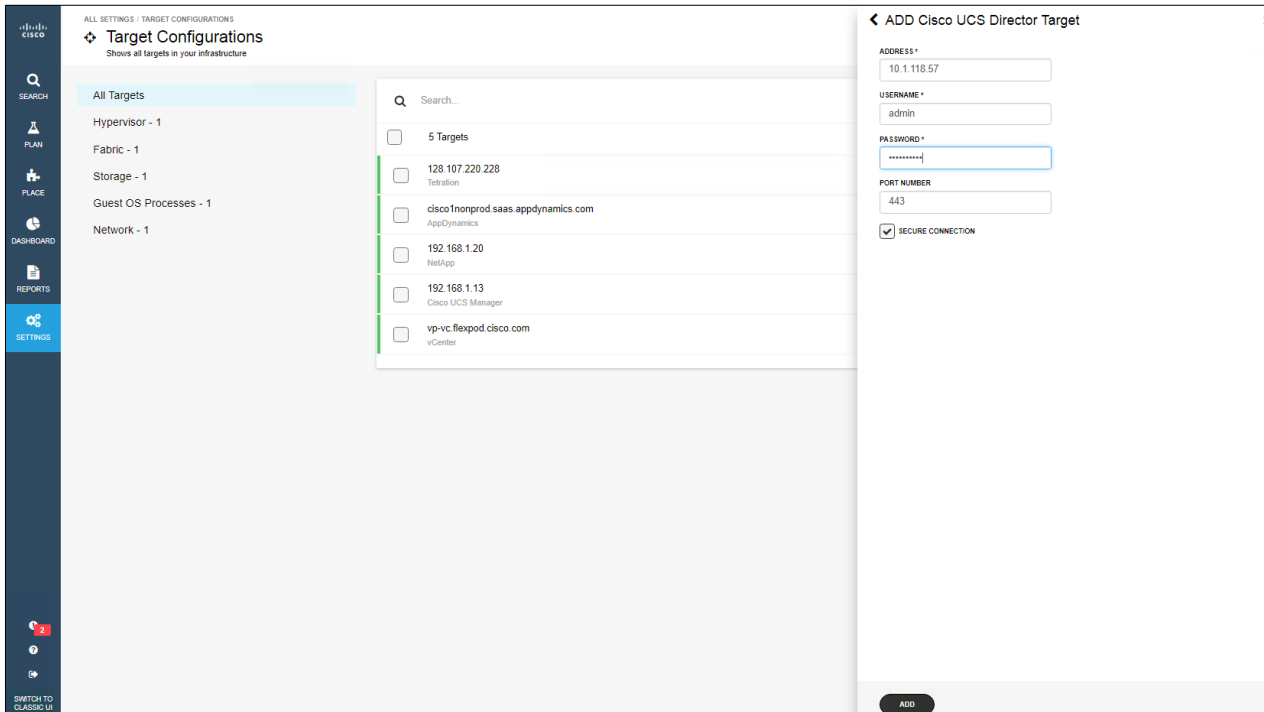 CISCO
SEARCH
PLAN
PLACE
DASHBOARD
REPORTS
SETTINGS
2
SWITCH TO
CLASSIC UI
ALL SETTINGS / TARGET CONFIGURATIONS
Target Configurations
Shows all targets in your infrastructure
All Targets
Hypervisor - 1
Fabric - 1
Storage - 1
Guest OS Processes - 1
Network - 1
Search...
5 Targets
128.107.220.228
Tetration
cisco1nonprod.saas.appdynamics.com
AppDynamics
192.168.1.20
NetApp
192.168.1.13
Cisco UCS Manager
vp-vc.flexpod.cisco.com
vCenter
ADD Cisco UCS Director Target
ADDRESS *
10.1.118.57
USERNAME *
admin
PASSWORD *
••••••••••
PORT NUMBER
443
SECURE CONNECTION
ADD